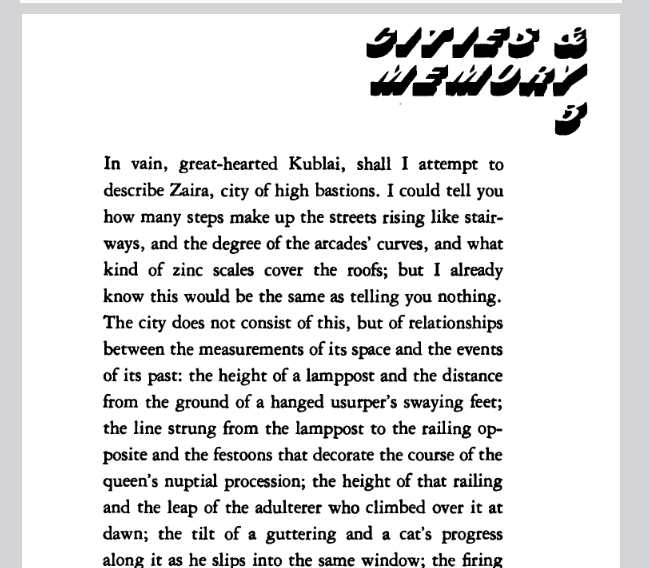 CITIES &
MEMORY
3
In vain, great-hearted Kublai, shall I attempt to
describe Zaira, city of high bastions. I could tell you
how many steps make up the streets rising like stair-
ways, and the degree of the arcades' curves, and what
kind of zinc scales cover the roofs; but I already
know this would be the same as telling you nothing.
The city does not consist of this, but of relationships
between the measurements of its space and the events
of its past: the height of a lamppost and the distance
from the ground of a hanged usurper's swaying feet;
the line strung from the lamppost to the railing op-
posite and the festoons that decorate the course of the
queen's nuptial procession; the height of that railing
and the leap of the adulterer who climbed over it at
dawn; the tilt of a guttering and a cat's progress
along it as he slips into the same window; the firing